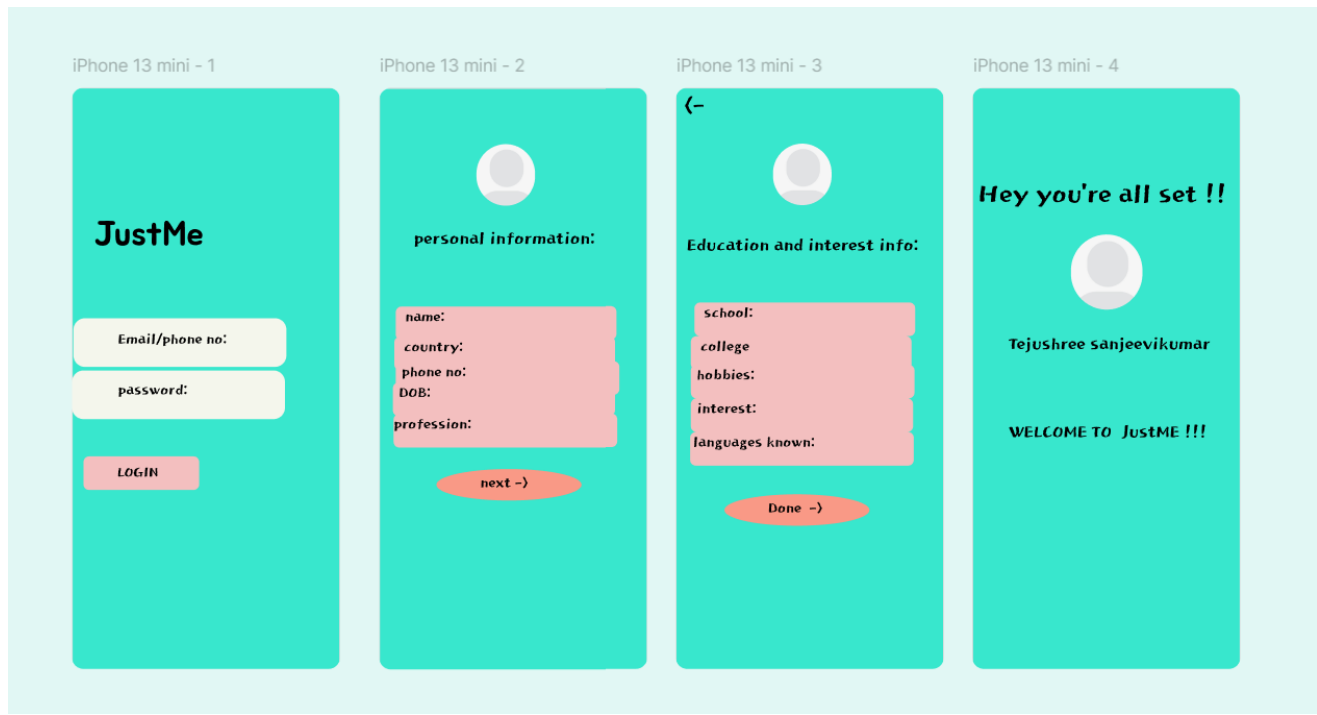 iPhone 13 mini - 1
JustMe
Email/phone no:
password:
LOGIN
iPhone 13 mini - 2
personal information:
name:
country:
phone no:
DOB:
profession:
next -)
iPhone 13 mini - 3
(-
Education and interest info:
school:
college
hobbies:
interest:
languages known:
Done -)
iPhone 13 mini - 4
Hey you're all set !!
Tejushree sanjeevikumar
WELCOME TO JustME !!!